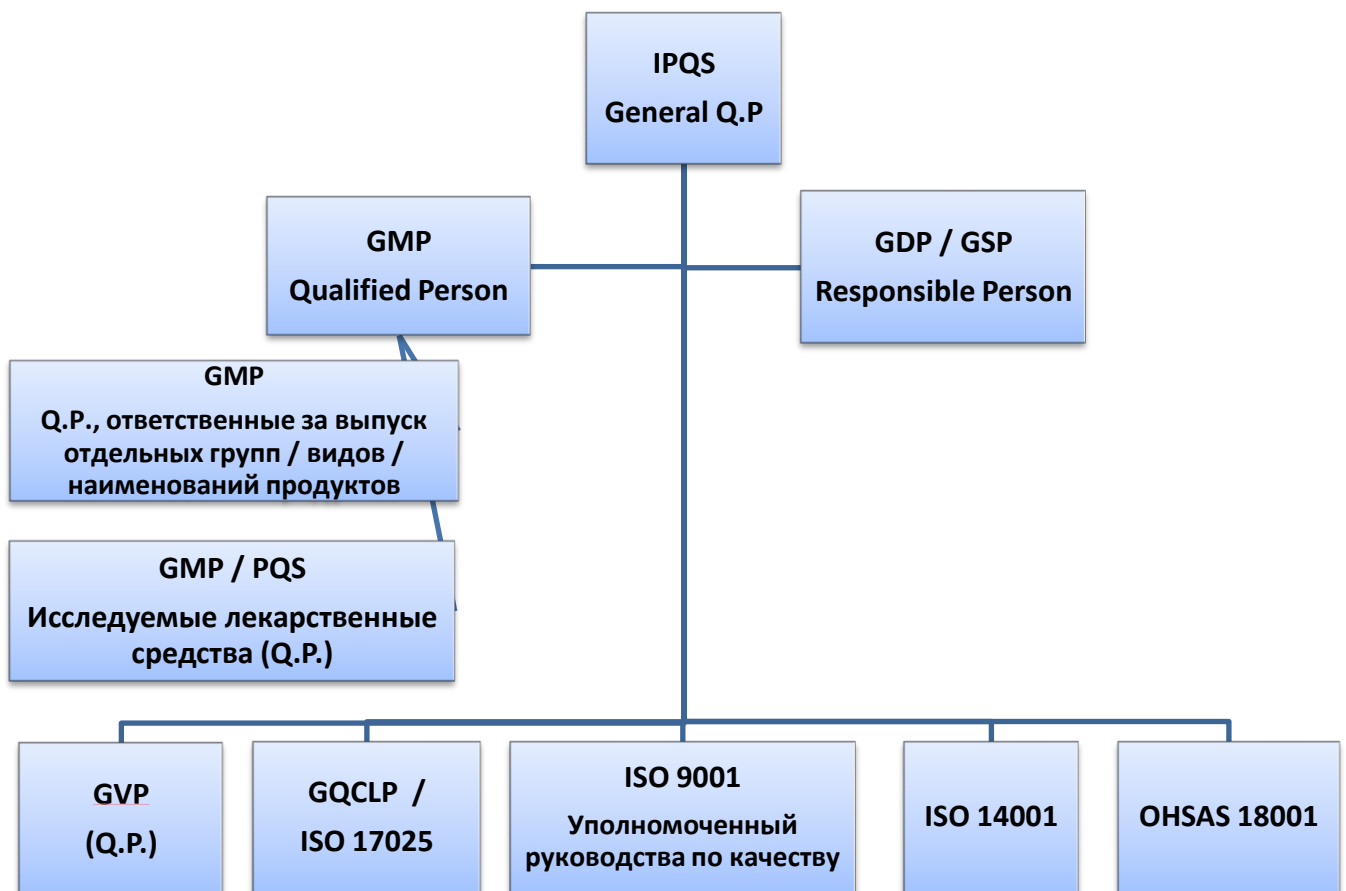 IPQS
General Q.P
GMP
Qualified Person
GDP / GSP
Responsible Person
GMP
Q.P., ответственные за выпуск
отдельных групп / видов /
наименований продуктов
GMP / PQS
Исследуемые лекарственные
средства (Q.P.)
GVP
(Q.P.)
GQCLP /
ISO 17025
ISO 9001
Уполномоченный
руководства по качеству
ISO 14001
OHSAS 18001